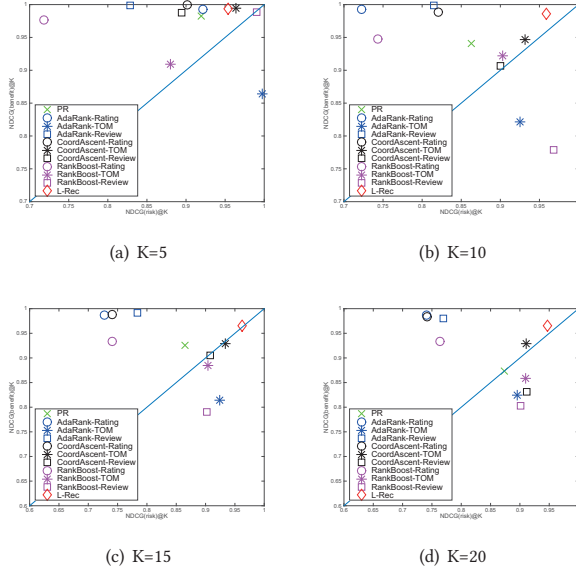 1
0.95
0.9
0.85
0.8
0.75
0.7
NDCG(benefit)@K
PR
AdaRank-Rating
AdaRank-TOM
AdaRank-Review
CoordAscent-Rating
CoordAscent-TOM
CoordAscent-Review
RankBoost-Rating
RankBoost-TOM
RankBoost-Review
L-Rec
0.7 0.75 0.8 0.85 0.9 0.95 1
NDCG(risk)@K
(a) K=5
1
0.95
0.9
0.85
0.8
0.75
0.7
NDCG(benefit)@K
PR
AdaRank-Rating
AdaRank-TOM
AdaRank-Review
CoordAscent-Rating
CoordAscent-TOM
CoordAscent-Review
RankBoost-Rating
RankBoost-TOM
RankBoost-Review
L-Rec
0.7 0.75 0.8 0.85 0.9 0.95
NDCG(risk)@K
(b) K=10
1
0.95
0.9
0.85
0.8
0.75
0.7
0.65
0.6
NDCG(benefit)@K
PR
AdaRank-Rating
AdaRank-TOM
AdaRank-Review
CoordAscent-Rating
CoordAscent-TOM
CoordAscent-Review
RankBoost-Rating
RankBoost-TOM
RankBoost-Review
L-Rec
0.6 0.65 0.7 0.75 0.8 0.85 0.9 0.95 1
NDCG(risk)@K
(c) K=15
1
0.95
0.9
0.85
0.8
0.75
0.7
0.65
0.6
NDCG(benefit)@K
PR
AdaRank-Rating
AdaRank-TOM
AdaRank-Review
CoordAscent-Rating
CoordAscent-TOM
CoordAscent-Review
RankBoost-Rating
RankBoost-TOM
RankBoost-Review
L-Rec
0.6 0.65 0.7 0.75 0.8 0.85 0.9 0.95
NDCG(risk)@K
(d) K=20